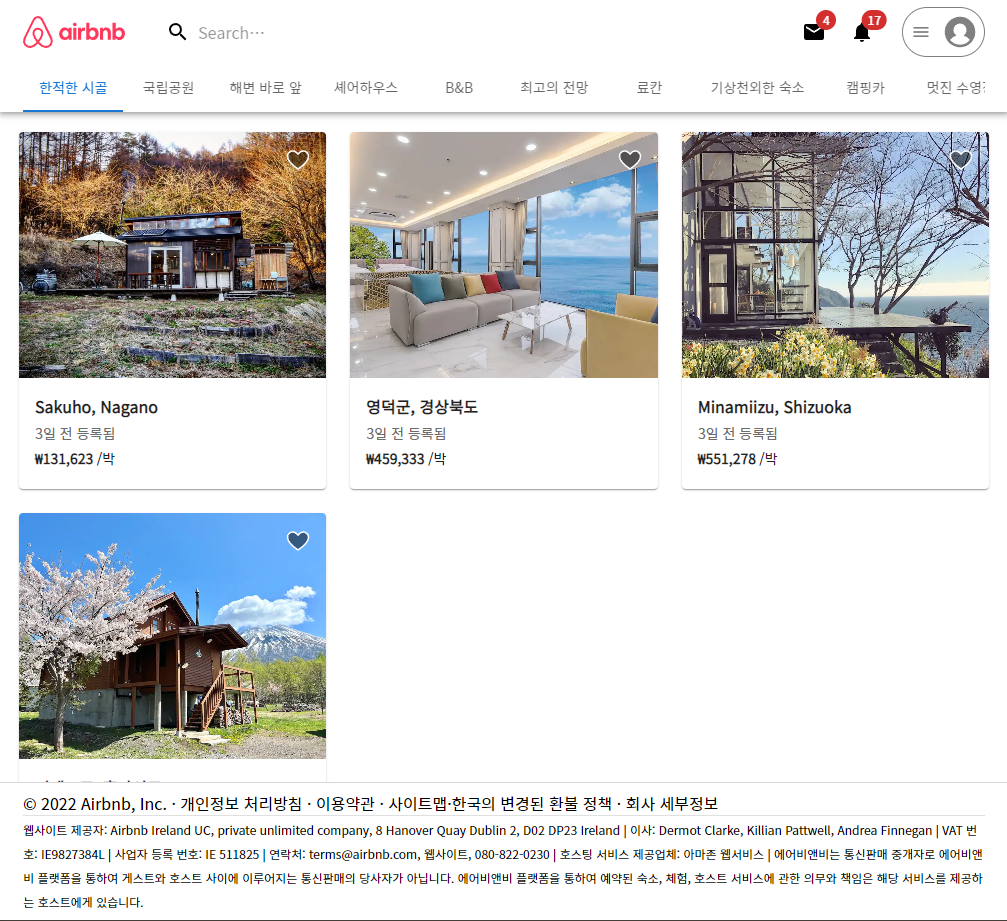 airbnb
Search…
4
17
한적한 시골
국립공원
해변 바로 앞
셰어하우스
B&B
최고의 전망
료칸
기상천외한 숙소
캠핑카
멋진 수영장
Sakuho, Nagano
3일 전 등록됨
₩131,623 /박
영덕군, 경상북도
3일 전 등록됨
₩459,333 /박
Minamiizu, Shizuoka
3일 전 등록됨
₩551,278 /박
© 2022 Airbnb, Inc. · 개인정보 처리방침 · 이용약관 · 사이트맵·한국의 변경된 환불 정책 · 회사 세부정보
웹사이트 제공자: Airbnb Ireland UC, private unlimited company, 8 Hanover Quay Dublin 2, D02 DP23 Ireland | 이사: Dermot Clarke, Killian Pattwell, Andrea Finnegan | VAT 번
호: IE9827384L | 사업자 등록 번호: IE 511825 | 연락처: terms@airbnb.com, 웹사이트, 080-822-0230 | 호스팅 서비스 제공업체: 아마존 웹서비스 | 에어비앤비는 통신판매 중개자로 에어비앤
비 플랫폼을 통하여 게스트와 호스트 사이에 이루어지는 통신판매의 당사자가 아닙니다. 에어비앤비 플랫폼을 통하여 예약된 숙소, 체험, 호스트 서비스에 관한 의무와 책임은 해당 서비스를 제공하
는 호스트에게 있습니다.